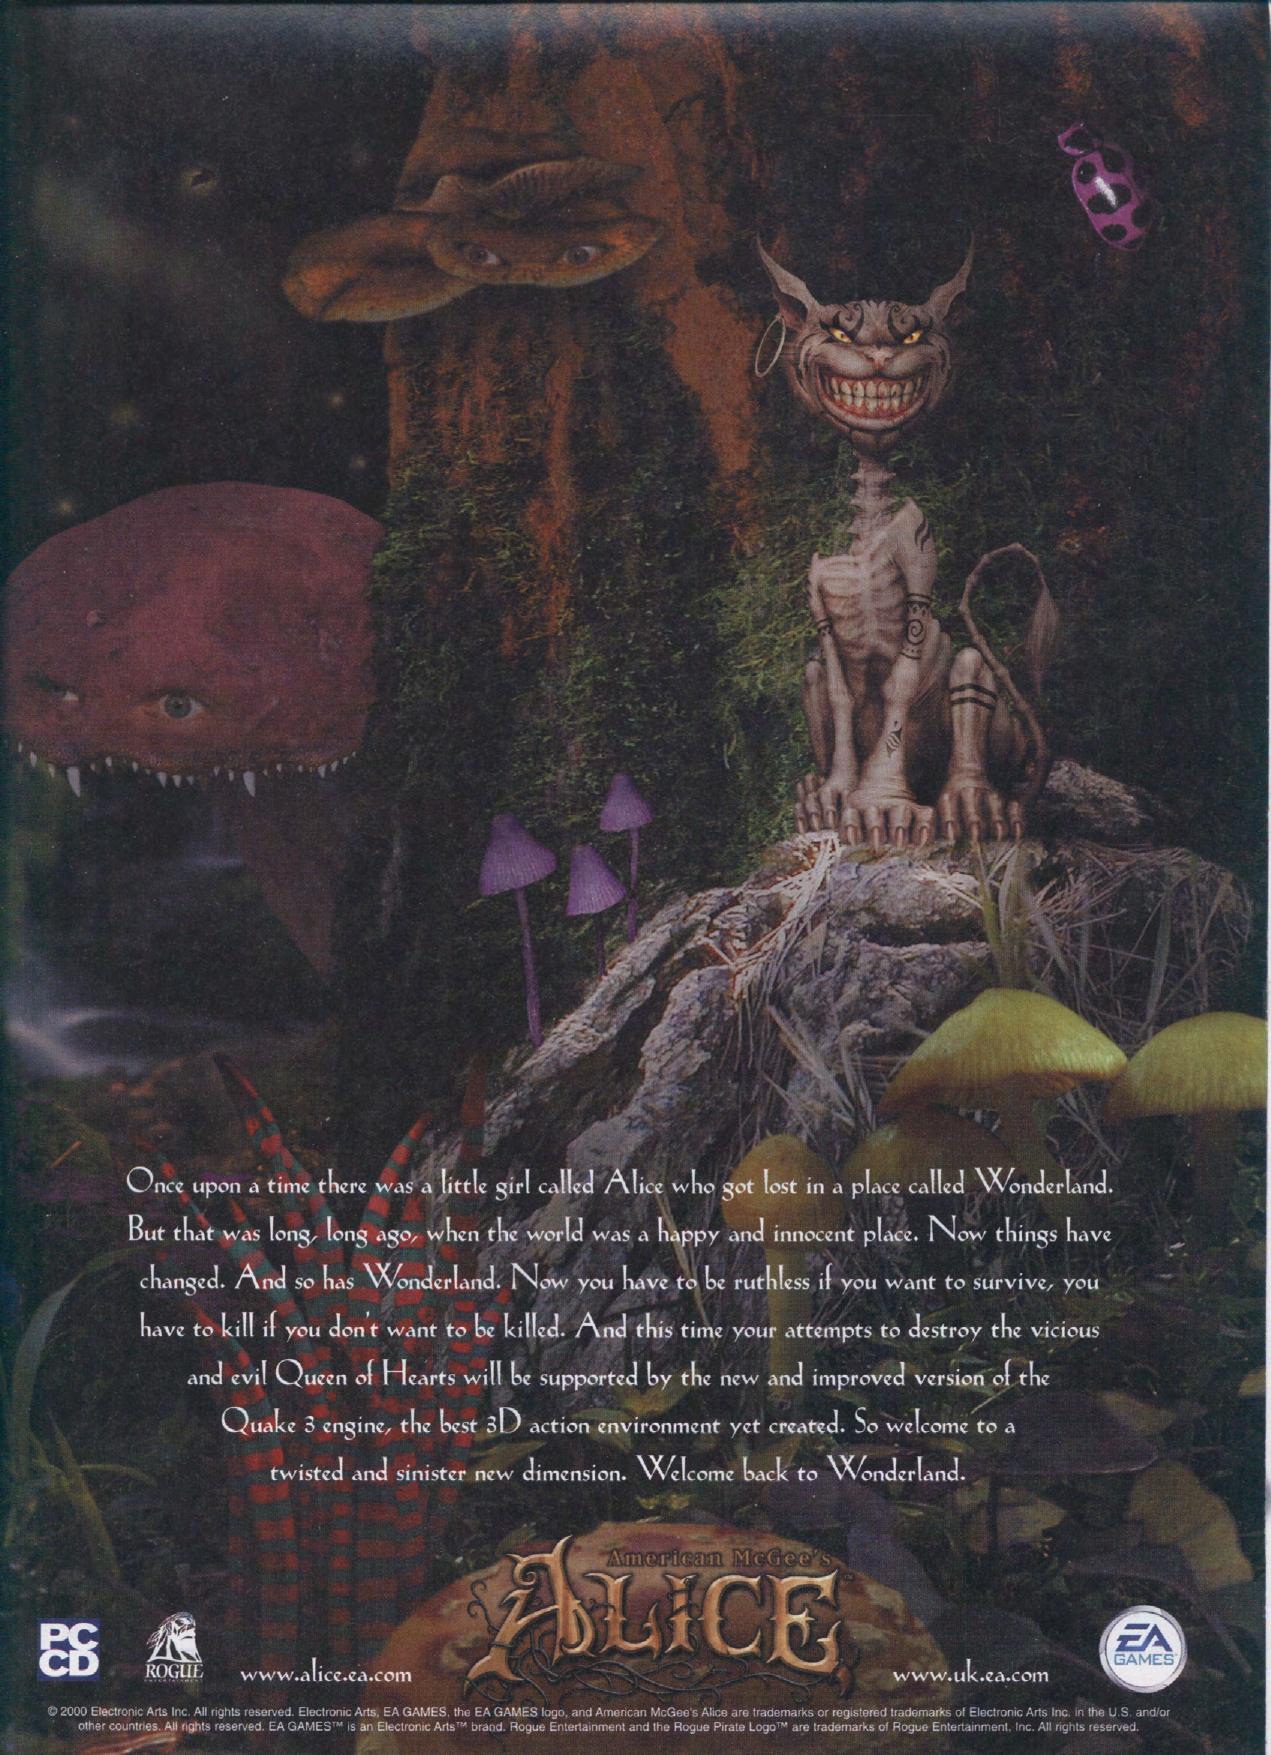 Once upon a time there was a little girl called Alice who got lost in a place called Wonderland.
But that was long, long ago, when the world was a happy and innocent place. Now things have
changed. And so has Wonderland. Now you have to be ruthless if you want to survive, you
have to kill if you don't want to be killed. And this time your attempts to destroy the vicious
and evil Queen of Hearts will be supported by the new and improved version of the
Quake 3 engine, the best 3D action environment yet created. So welcome to a
twisted and sinister new dimension. Welcome back to Wonderland.
American McGee's
ALICE™
PC
CD
ROGUE
ENTERTAINMENT
www.alice.ea.com
www.uk.ea.com
EA
GAMES™
© 2000 Electronic Arts Inc. All rights reserved. Electronic Arts, EA GAMES, the EA GAMES logo, and American McGee's Alice are trademarks or registered trademarks of Electronic Arts Inc. in the U.S. and/or
other countries. All rights reserved. EA GAMES™ is an Electronic Arts™ brand. Rogue Entertainment and the Rogue Pirate Logo™ are trademarks of Rogue Entertainment, Inc. All rights reserved.